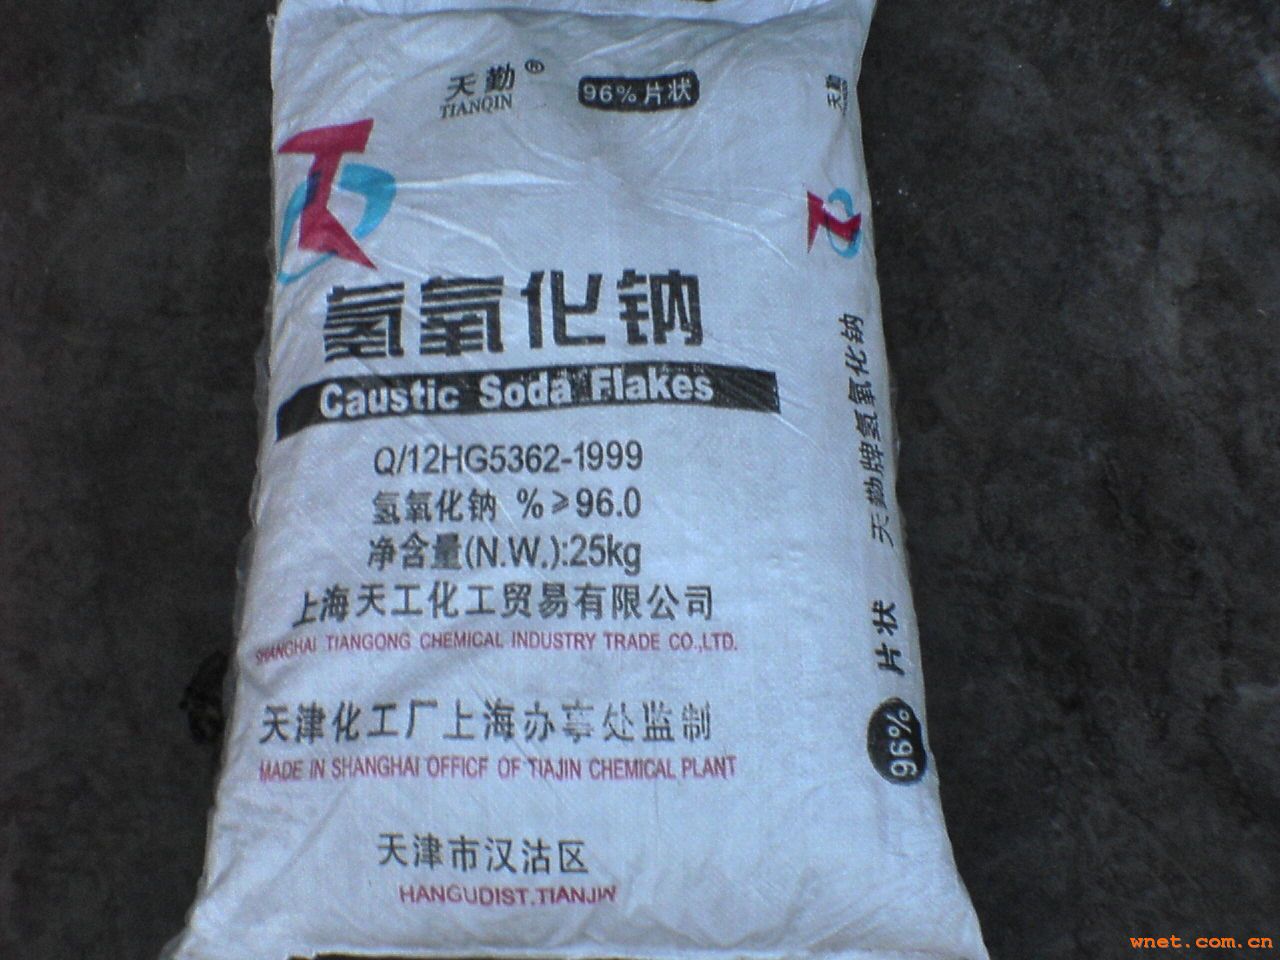 天勤®
TIANQIN
96%片状
氢氧化钠
Caustic Soda Flakes
Q/12HG5362-1999
氢氧化钠 %≥96.0
净含量(N.W.):25kg
上海天工化工贸易有限公司
SHANGHAI TIANGONG CHEMICAL INDUSTRY TRADE CO.,LTD.
天津化工厂上海办事处监制
MADE IN SHANGHAI OFFICF OF TIAJIN CHEMICAL PLANT
天津市汉沽区
HANGUDIST.TIANJIN
天勤
天勤牌氢氧化钠
片状
96%
wnet.com.cn